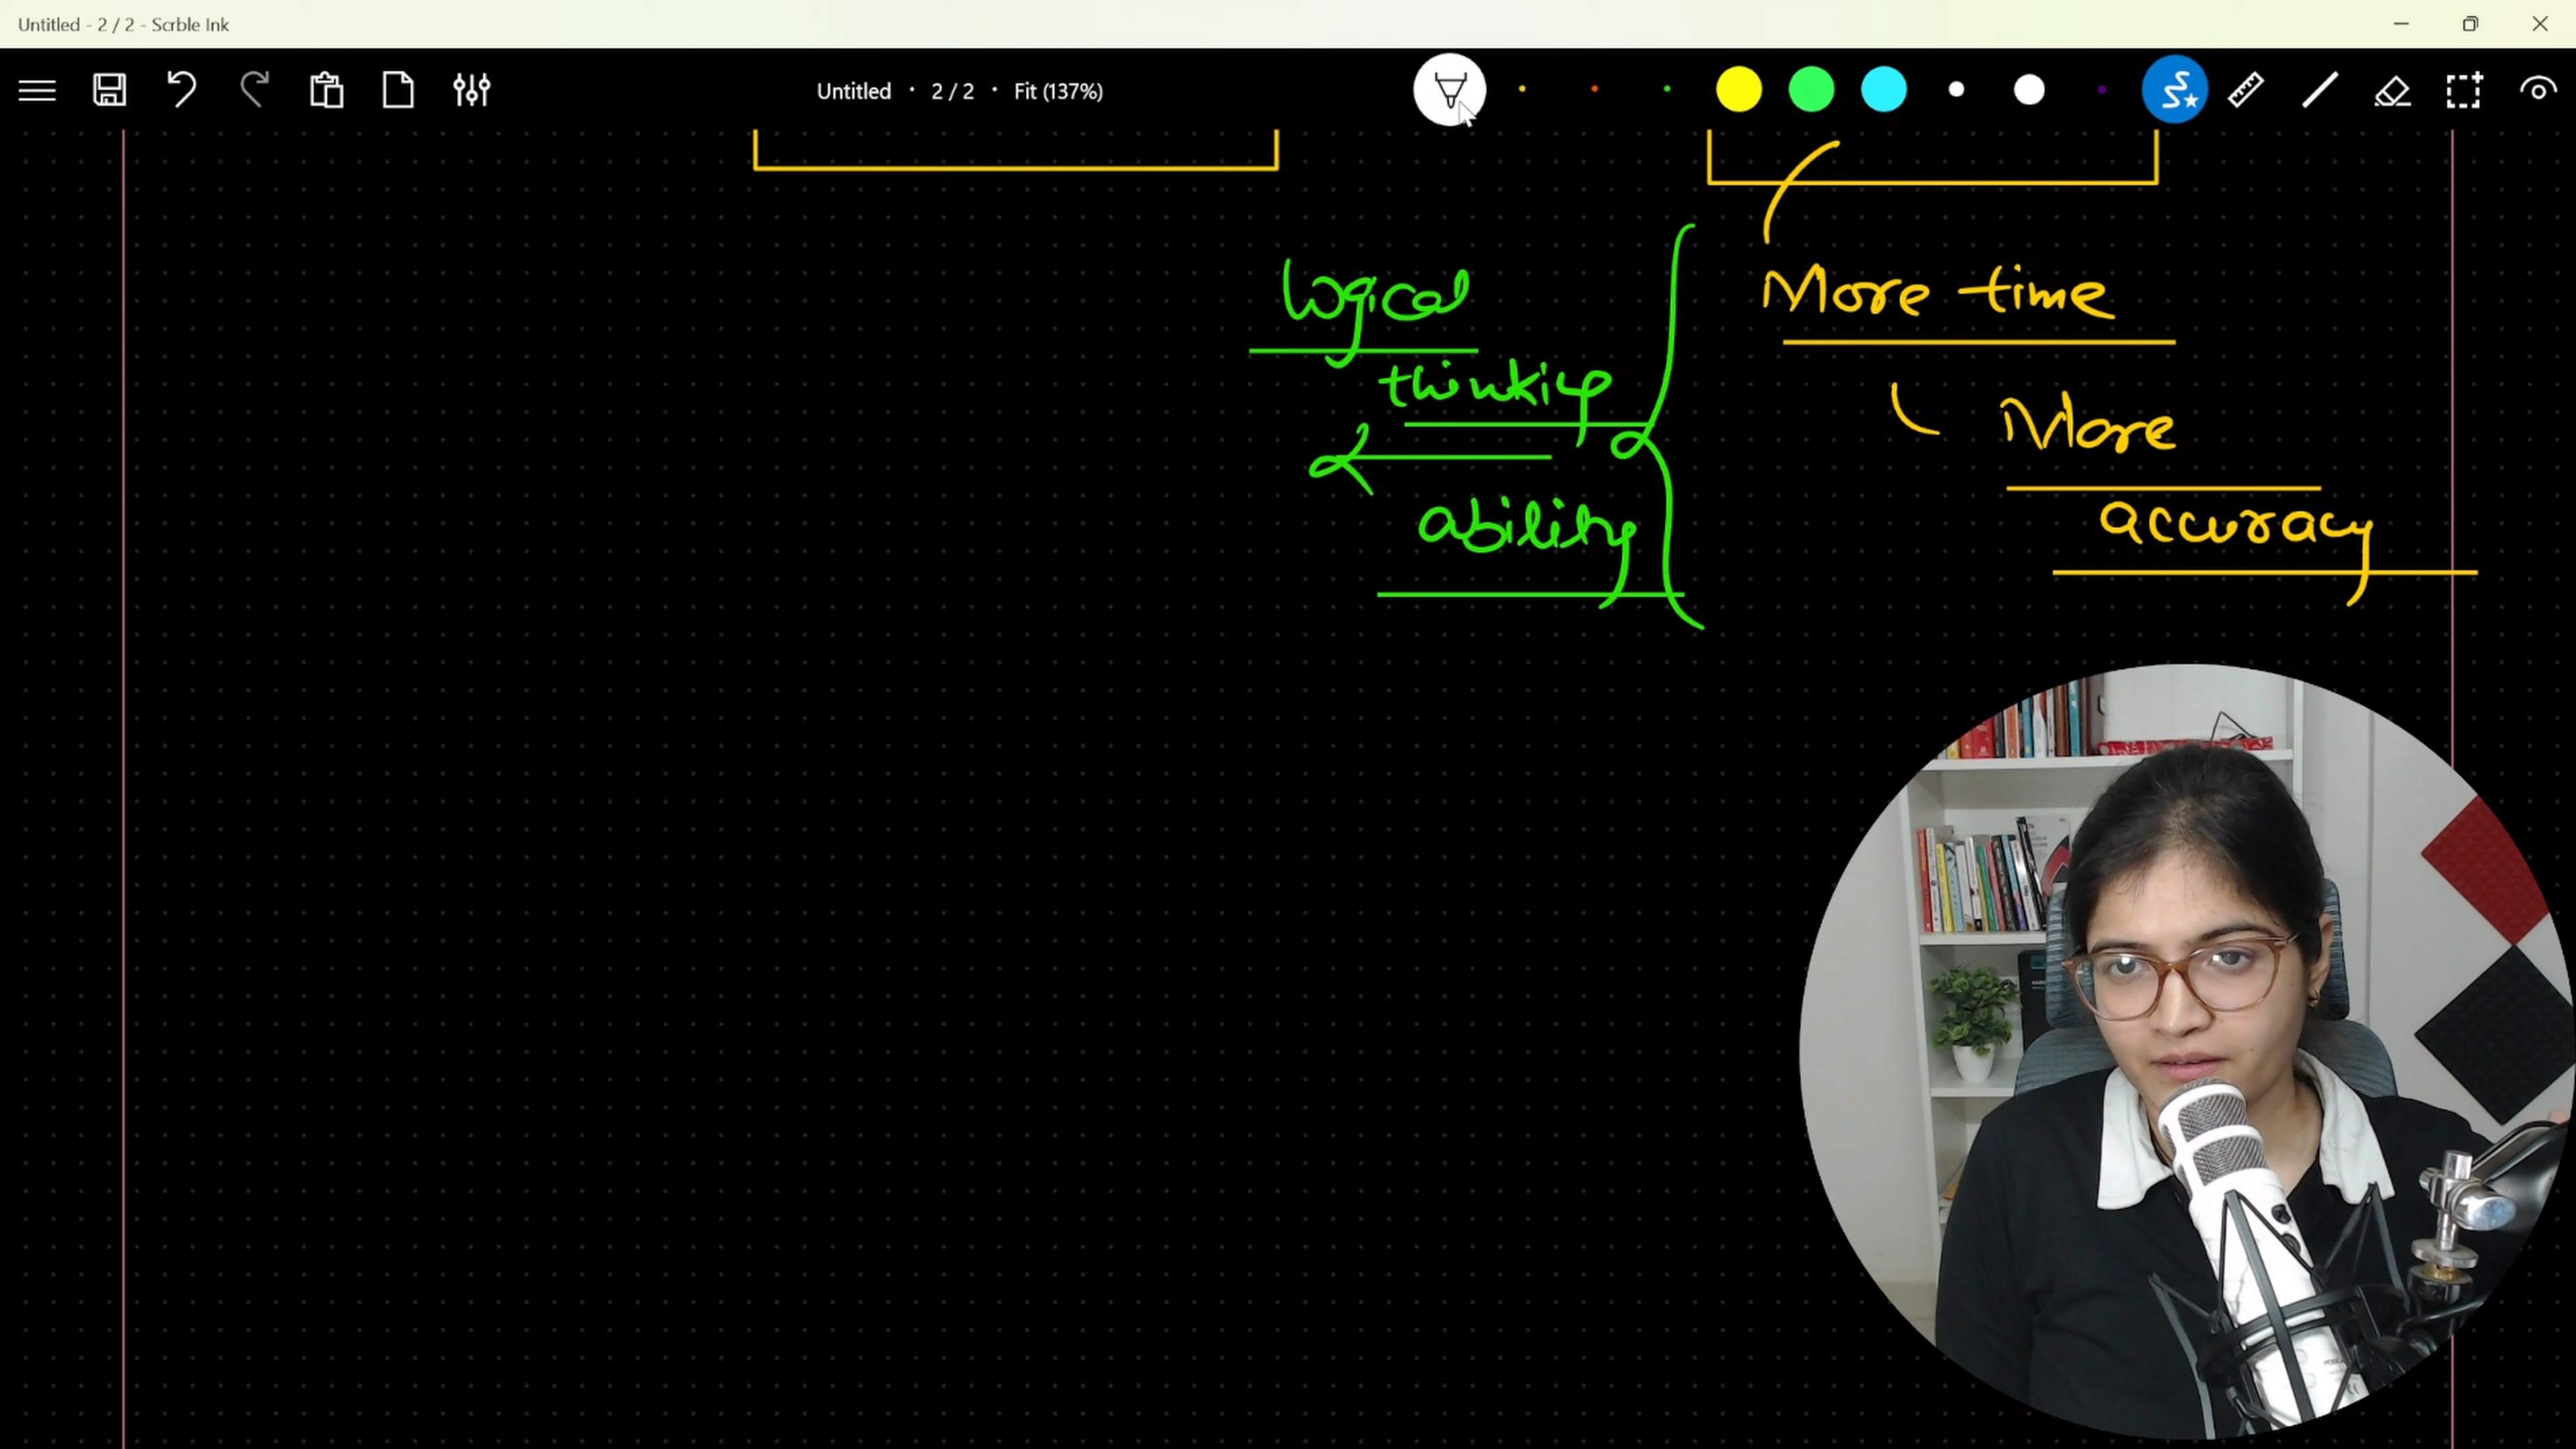 Untitled - 2 / 2 - Scrble Ink
Untitled · 2 / 2 · Fit (137%)
logical
thinking
ability
More time
More
accuracy